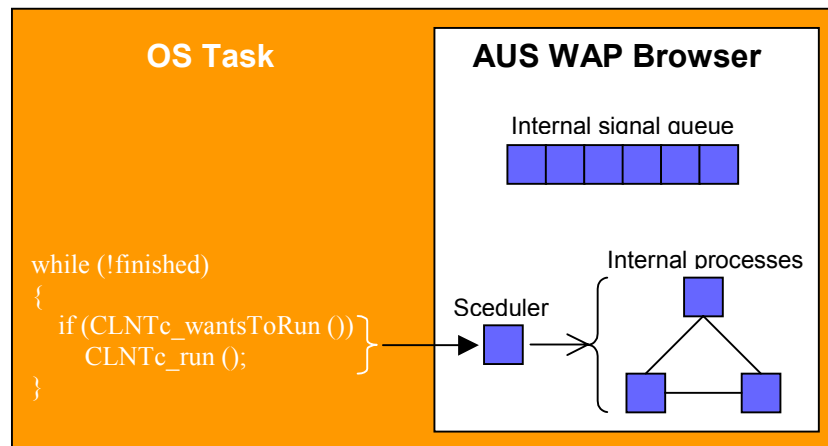 OS Task
AUS WAP Browser
Internal signal queue
while (!finished)
{
if (CLNTc_wantsToRun ())
CLNTc_run ();
}
Sceduler
Internal processes